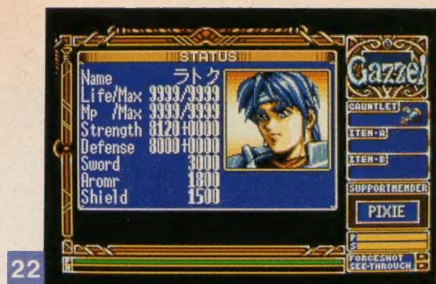 STATUS
Name ラトク
Life/Max 9999/9999
Mp /Max 9999/9999
Strength 8120+0000
Defense 8000+0000
Sword 3000
Aromr 1800
Shield 1500
Gazzel
GAUNTLET
ITEM-A
ITEM-B
SUPPORTMEMBER
PIXIE
P
S
FORCESHOT
SEE-THROUGH
22